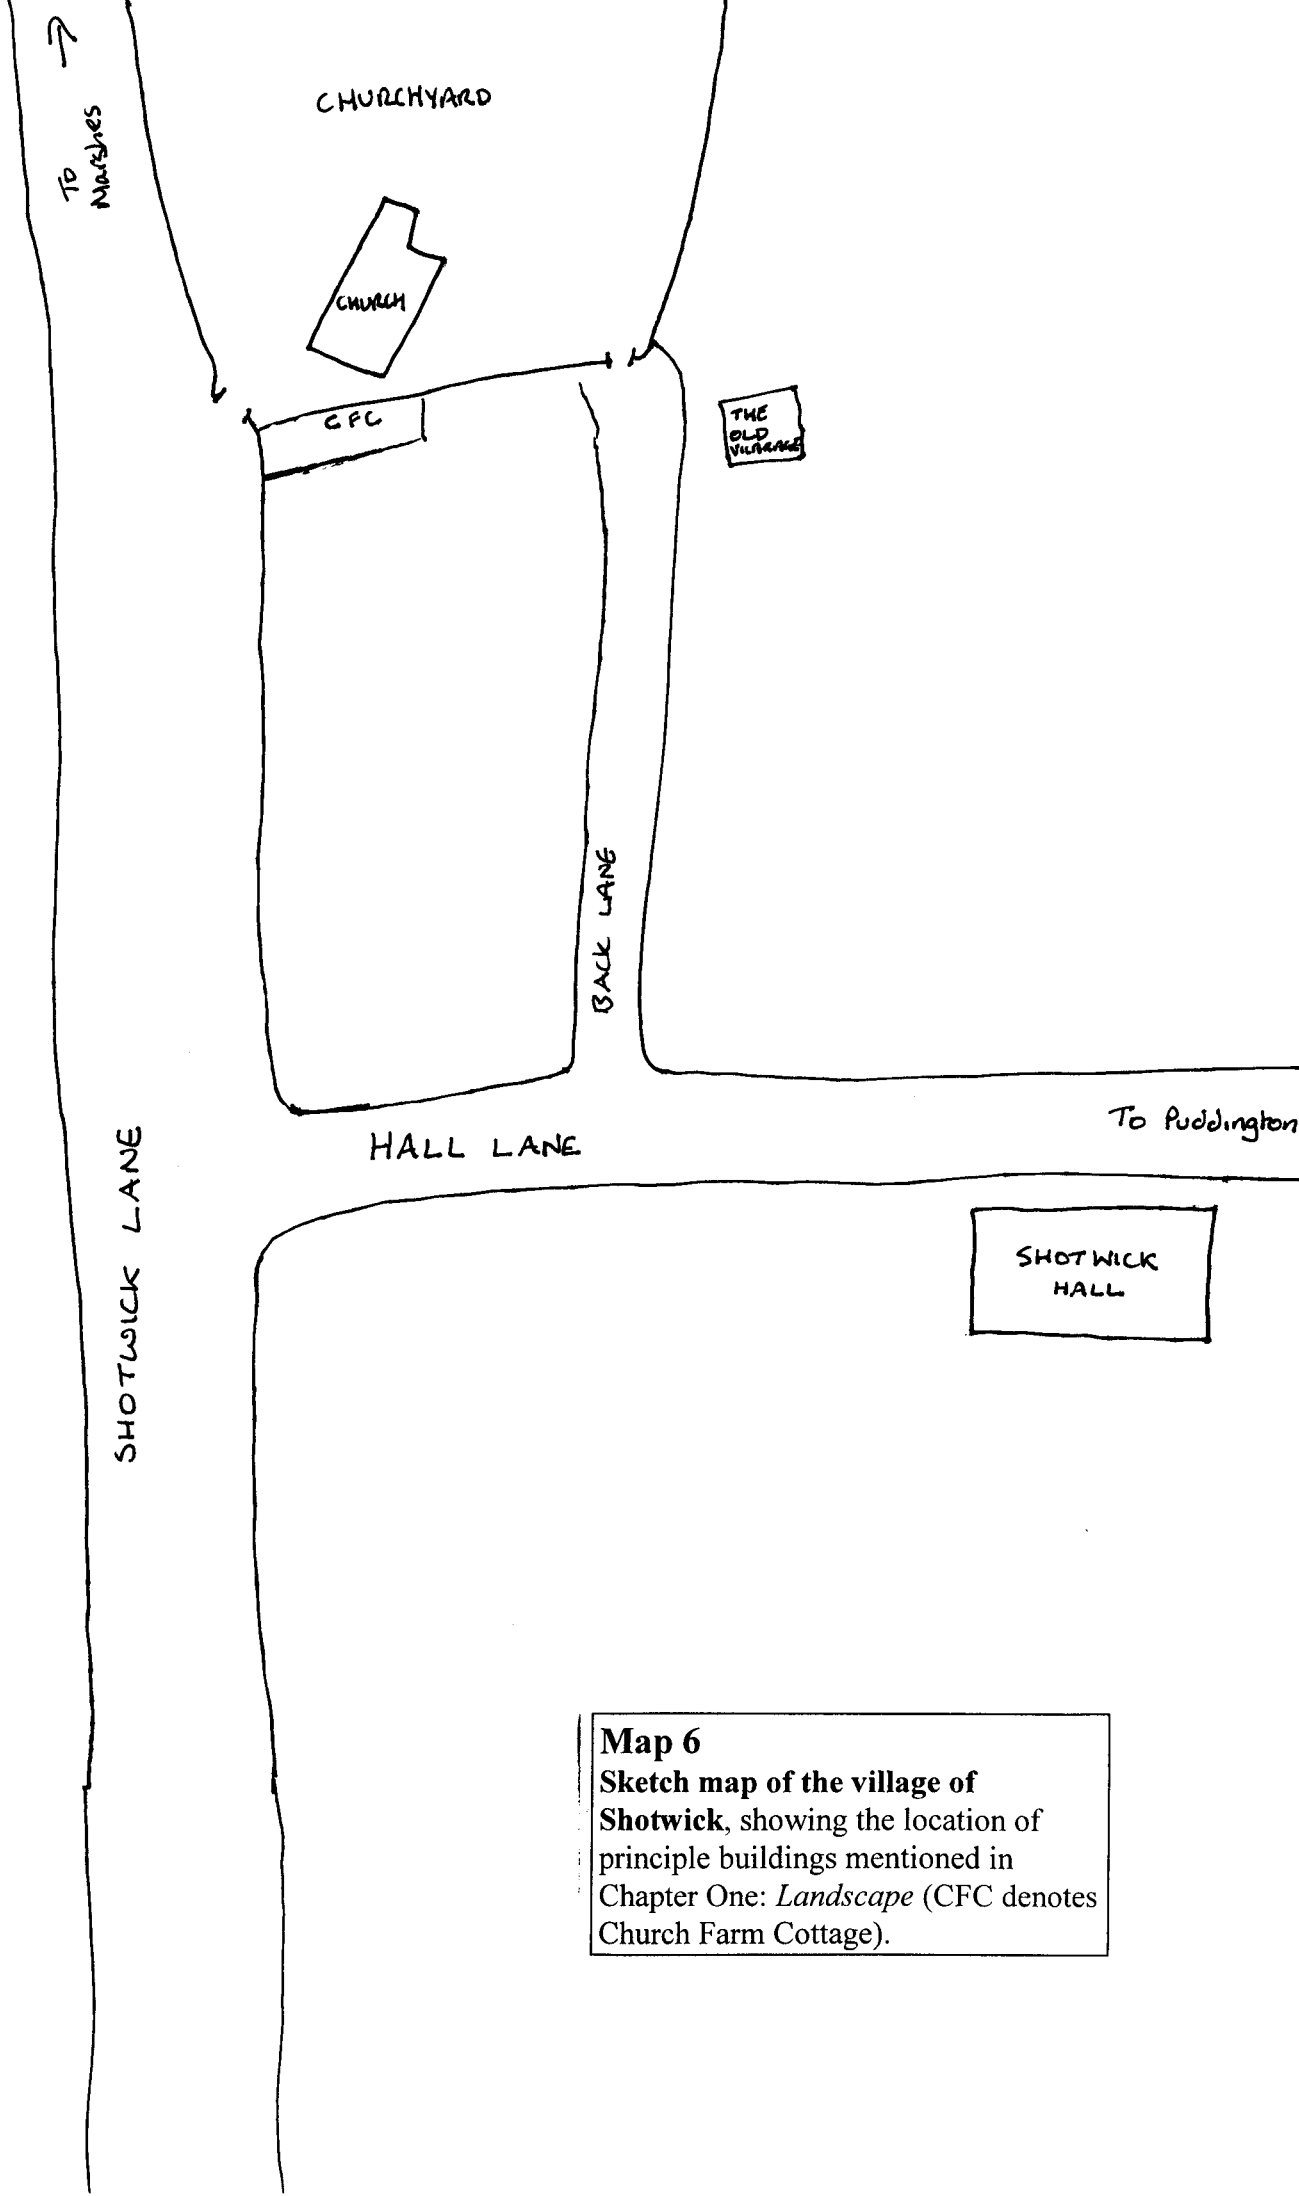 To
Marshes
CHURCHYARD
CHURCH
CFC
THE
OLD
VICARAGE
BACK LANE
To Puddington
HALL LANE
SHOTWICK LANE
SHOTWICK
HALL
Map 6
Sketch map of the village of
Shotwick, showing the location of
principle buildings mentioned in
Chapter One: Landscape (CFC denotes
Church Farm Cottage).